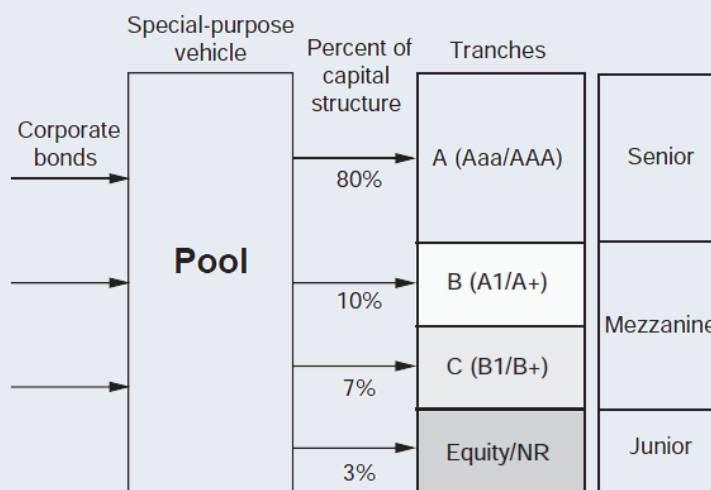 Special-purpose
vehicle
Percent of
capital
structure
Tranches
Corporate
bonds
Pool
80%
A (Aaa/AAA)
Senior
10%
B (A1/A+)
Mezzanine
7%
C (B1/B+)
3%
Equity/NR
Junior